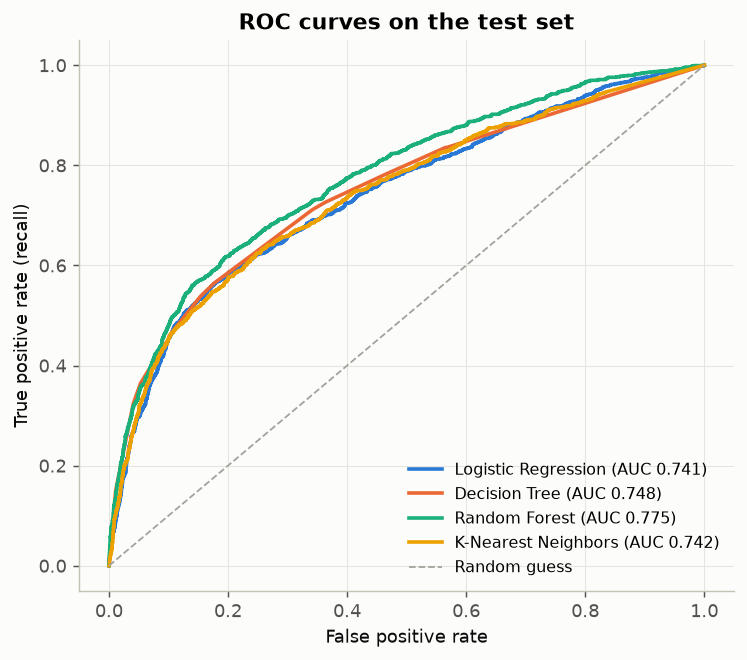 ROC curves on the test set
True positive rate (recall)
1.0
0.8
0.6
0.4
0.2
0.0
Logistic Regression (AUC 0.741)
Decision Tree (AUC 0.748)
Random Forest (AUC 0.775)
K-Nearest Neighbors (AUC 0.742)
Random guess
0.0 0.2 0.4 0.6 0.8 1.0
False positive rate